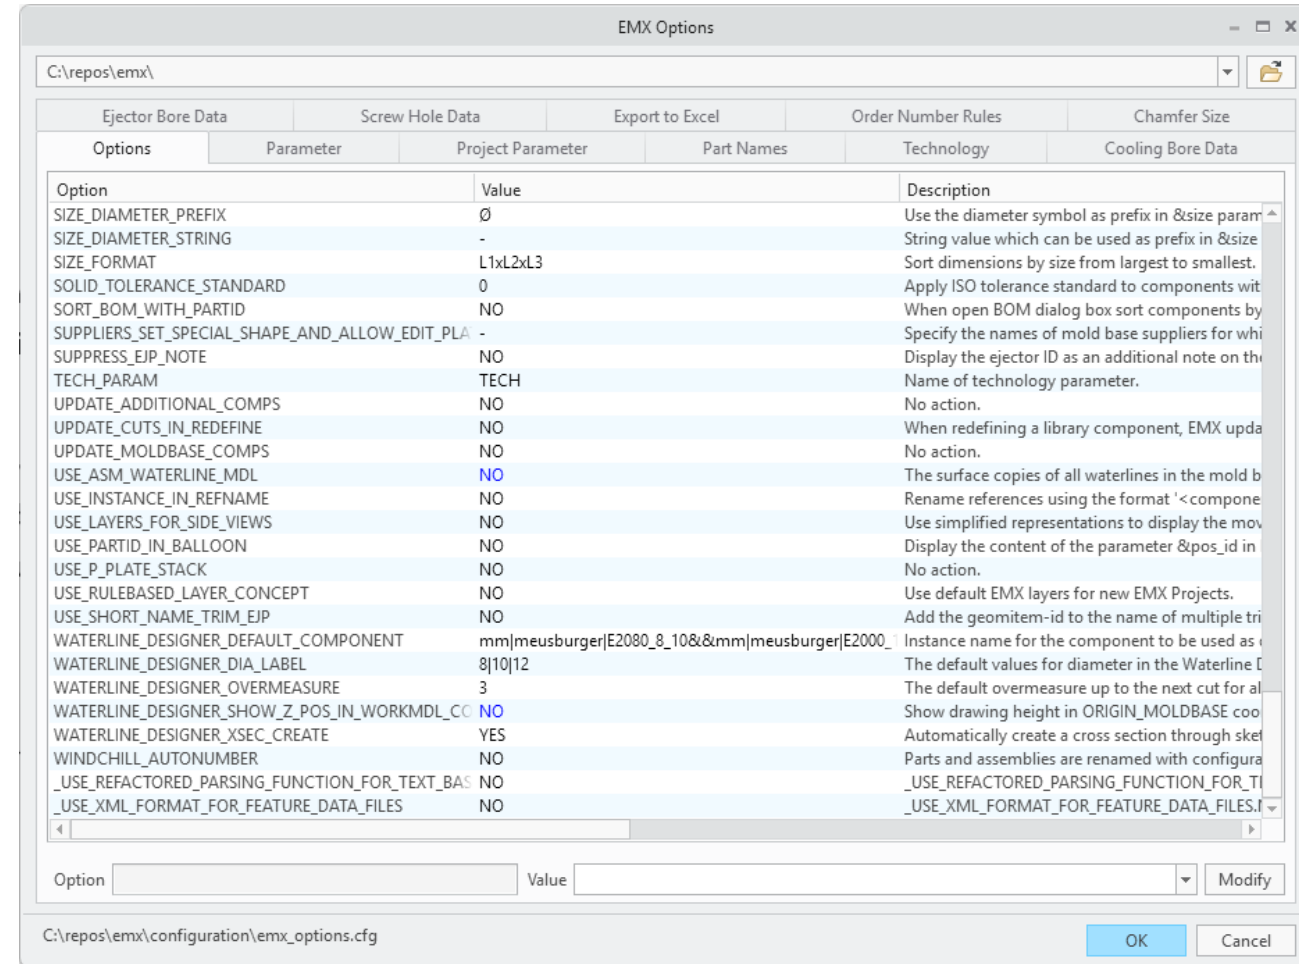 EMX Options
C:\repos\emx\
Ejector Bore Data Screw Hole Data Export to Excel Order Number Rules Chamfer Size
Options Parameter Project Parameter Part Names Technology Cooling Bore Data
Option Value Description
SIZE_DIAMETER_PREFIX Ø Use the diameter symbol as prefix in &size param
SIZE_DIAMETER_STRING - String value which can be used as prefix in &size
SIZE_FORMAT L1xL2xL3 Sort dimensions by size from largest to smallest.
SOLID_TOLERANCE_STANDARD 0 Apply ISO tolerance standard to components wit
SORT_BOM_WITH_PARTID NO When open BOM dialog box sort components by
SUPPLIERS_SET_SPECIAL_SHAPE_AND_ALLOW_EDIT_PLA - Specify the names of mold base suppliers for whi
SUPPRESS_EJP_NOTE NO Display the ejector ID as an additional note on the
TECH_PARAM TECH Name of technology parameter.
UPDATE_ADDITIONAL_COMPS NO No action.
UPDATE_CUTS_IN_REDEFINE NO When redefining a library component, EMX upda
UPDATE_MOLDBASE_COMPS NO No action.
USE_ASM_WATERLINE_MDL NO The surface copies of all waterlines in the mold b
USE_INSTANCE_IN_REFNAME NO Rename references using the format '<compone
USE_LAYERS_FOR_SIDE_VIEWS NO Use simplified representations to display the mov
USE_PARTID_IN_BALLOON NO Display the content of the parameter &pos_id in
USE_P_PLATE_STACK NO No action.
USE_RULEBASED_LAYER_CONCEPT NO Use default EMX layers for new EMX Projects.
USE_SHORT_NAME_TRIM_EJP NO Add the geomitem-id to the name of multiple tri
WATERLINE_DESIGNER_DEFAULT_COMPONENT mm|meusburger|E2080_8_10&&mm|meusburger|E2000_ Instance name for the component to be used as
WATERLINE_DESIGNER_DIA_LABEL 8|10|12 The default values for diameter in the Waterline D
WATERLINE_DESIGNER_OVERMEASURE 3 The default overmeasure up to the next cut for al
WATERLINE_DESIGNER_SHOW_Z_POS_IN_WORKMDL_CO NO Show drawing height in ORIGIN_MOLDBASE coo
WATERLINE_DESIGNER_XSEC_CREATE YES Automatically create a cross section through sket
WINDCHILL_AUTONUMBER NO Parts and assemblies are renamed with configura
_USE_REFACTORED_PARSING_FUNCTION_FOR_TEXT_BAS NO _USE_REFACTORED_PARSING_FUNCTION_FOR_TE
_USE_XML_FORMAT_FOR_FEATURE_DATA_FILES NO _USE_XML_FORMAT_FOR_FEATURE_DATA_FILES.N
Option Value Modify
C:\repos\emx\configuration\emx_options.cfg
OK Cancel